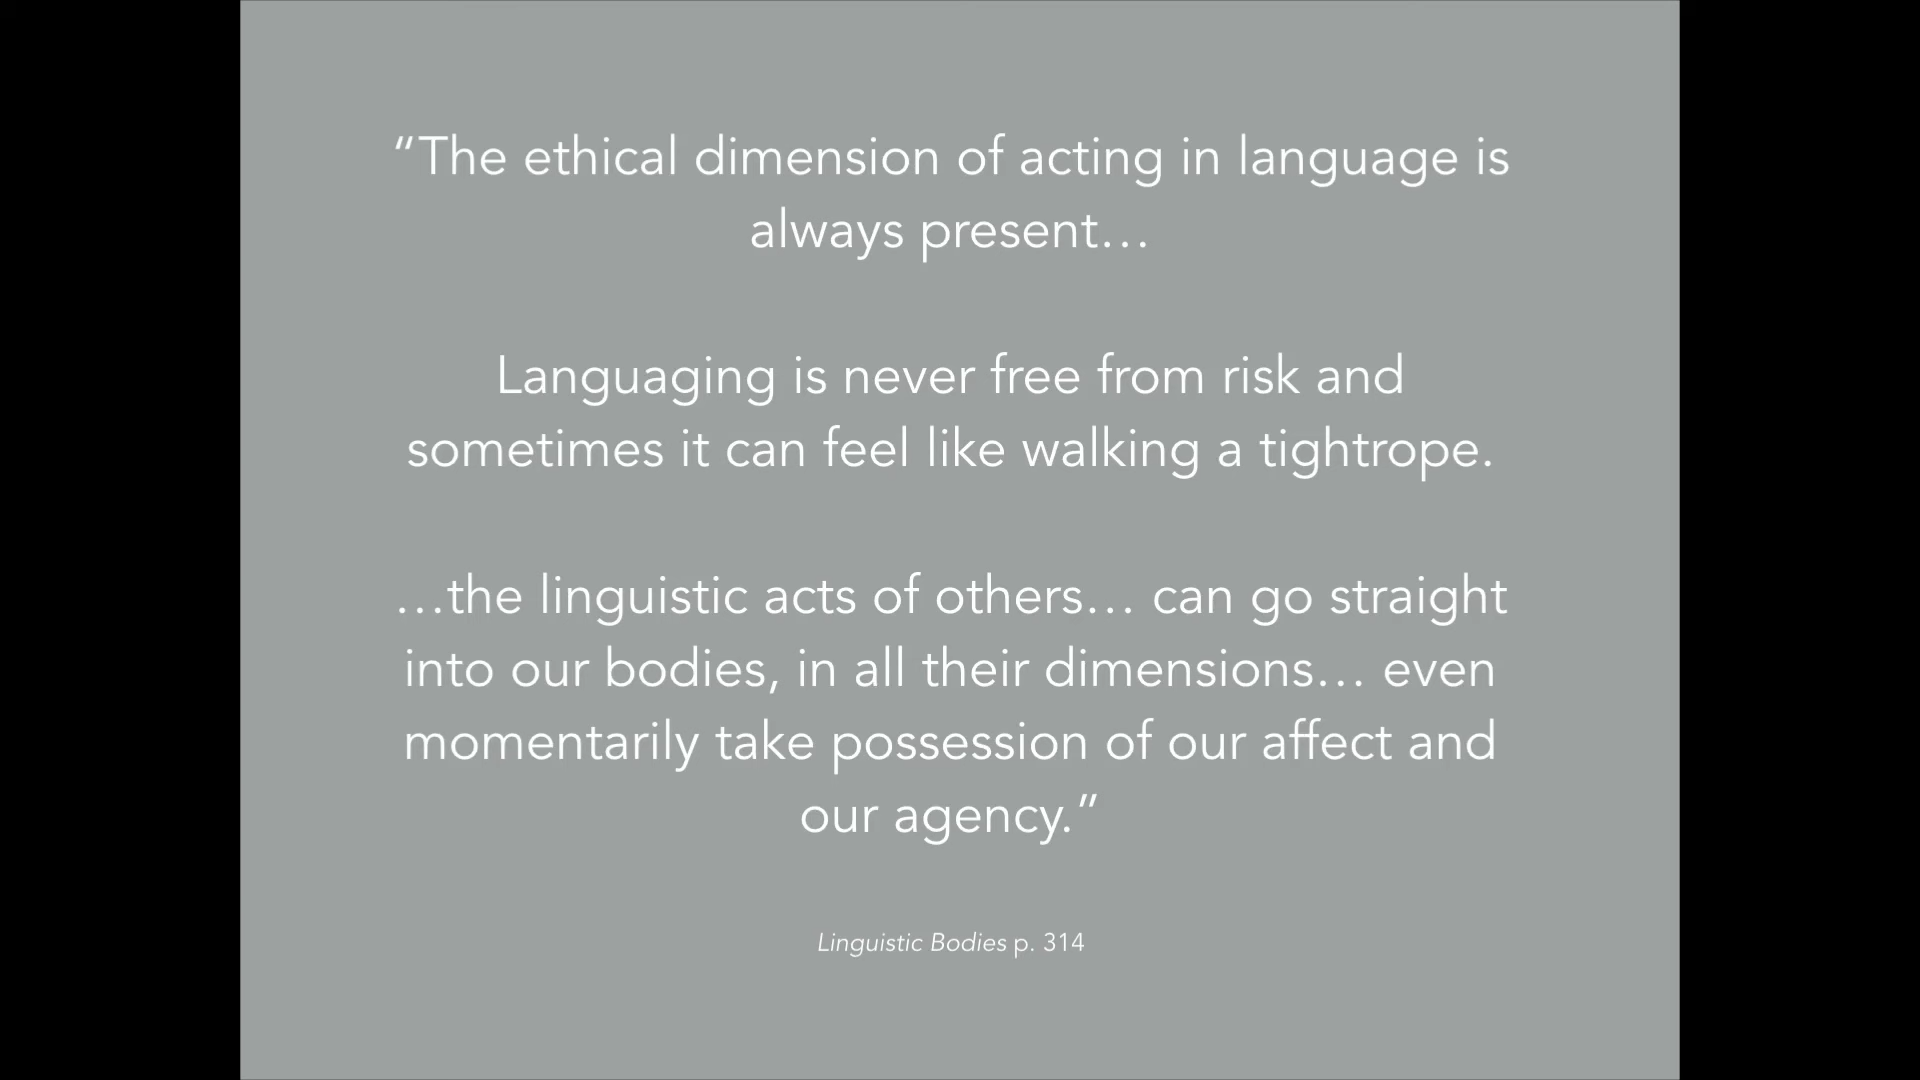 “The ethical dimension of acting in language is
always present…
Languaging is never free from risk and
sometimes it can feel like walking a tightrope.
…the linguistic acts of others… can go straight
into our bodies, in all their dimensions… even
momentarily take possession of our affect and
our agency.”
Linguistic Bodies p. 314